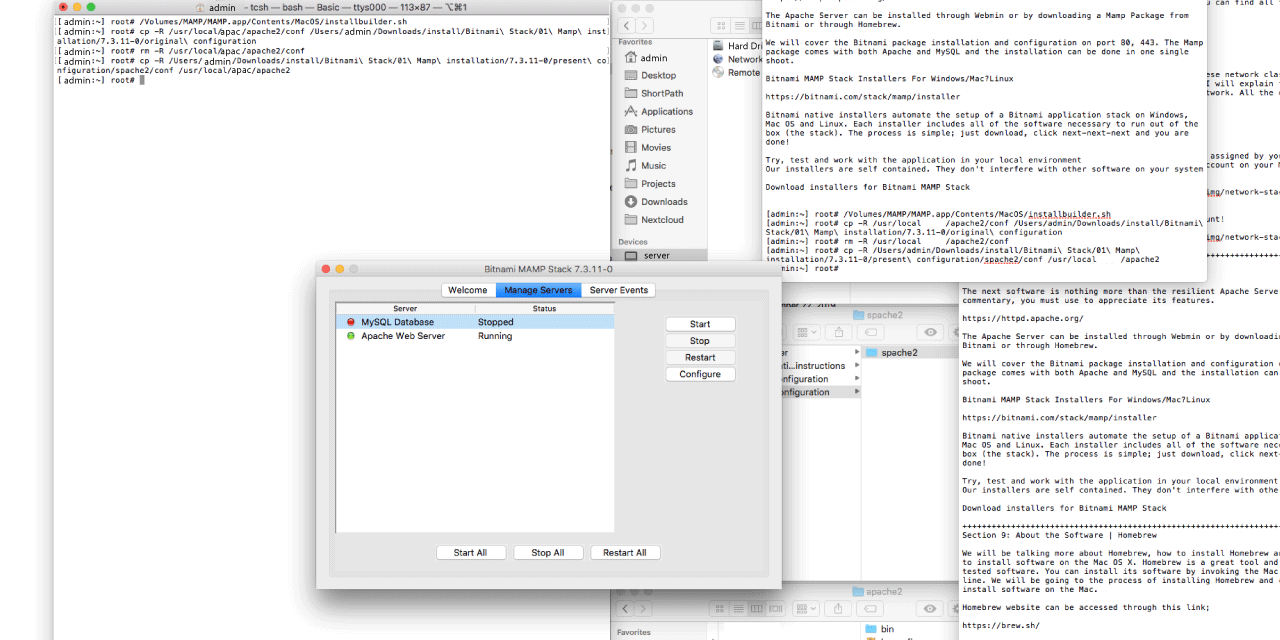 admin - tcsh — bash — Basic — ttys000 — 113×87 — ⌥⌘1
[admin:~] root# /Volumes/MAMP/MAMP.app/Contents/MacOS/installbuilder.sh
[admin:~] root# cp -R /usr/local/apac/apache2/conf /Users/admin/Downloads/install/Bitnami\ Stack/01\ Mamp\ inst
allation/7.3.11-0/original\ configuration
[admin:~] root# rm -R /usr/local/apac/apache2/conf
[admin:~] root# cp -R /Users/admin/Downloads/install/Bitnami\ Stack/01\ Mamp\ installation/7.3.11-0/present\ co
nfiguration/spache2/conf /usr/local/apac/apache2
[admin:~] root#
Favorites
admin
Desktop
ShortPath
Applications
Pictures
Movies
Music
Projects
Downloads
Nextcloud
Devices
server
Hard Dr
Network
Remote
The Apache Server can be installed through Webmin or by downloading a Mamp Package from
Bitnami or through Homebrew.
We will cover the Bitnami package installation and configuration on port 80, 443. The Mamp
package comes with both Apache and MySQL and the installation can be done in one single
shoot.
Bitnami MAMP Stack Installers For Windows/Mac?Linux
https://bitnami.com/stack/mamp/installer
Bitnami native installers automate the setup of a Bitnami application stack on Windows,
Mac OS and Linux. Each installer includes all of the software necessary to run out of the
box (the stack). The process is simple; just download, click next-next-next and you are
done!
Try, test and work with the application in your local environment
Our installers are self contained. They don't interfere with other software on your system
Download installers for Bitnami MAMP Stack
[admin:~] root# /Volumes/MAMP/MAMP.app/Contents/MacOS/installbuilder.sh
[admin:~] root# cp -R /usr/local /apache2/conf /Users/admin/Downloads/install/Bitnami\
Stack/01\ Mamp\ installation/7.3.11-0/original\ configuration
[admin:~] root# rm -R /usr/local /apache2/conf
[admin:~] root# cp -R /Users/admin/Downloads/install/Bitnami\ Stack/01\ Mamp\
installation/7.3.11-0/present\ configuration/spache2/conf /usr/local /apache2
[admin:~] root#
ou can find all t
ese network clas
I will explain t
twork. All the c
assigned by you
ccount on your M
img/network-stac
unt!
img/network-stac
++++++++++++++++
Bitnami MAMP Stack 7.3.11-0
Welcome
Manage Servers
Server Events
Server Status
MySQL Database Stopped
Apache Web Server Running
Start
Stop
Restart
Configure
Start All
Stop All
Restart All
spache2
er
ti...instructions
onfiguration
onfiguration
spache2
apache2
Favorites
bin
The next software is nothing more than the resilient Apache Serve
commentary, you must use to appreciate its features.
https://httpd.apache.org/
The Apache Server can be installed through Webmin or by downloadin
Bitnami or through Homebrew.
We will cover the Bitnami package installation and configuration o
package comes with both Apache and MySQL and the installation can
shoot.
Bitnami MAMP Stack Installers For Windows/Mac?Linux
https://bitnami.com/stack/mamp/installer
Bitnami native installers automate the setup of a Bitnami applicat
Mac OS and Linux. Each installer includes all of the software nece
box (the stack). The process is simple; just download, click next-
done!
Try, test and work with the application in your local environment
Our installers are self contained. They don't interfere with othe
Download installers for Bitnami MAMP Stack
++++++++++++++++++++++++++++++++++++++++++++++++++++++++++++++++++
Section 9: About the Software | Homebrew
We will be talking more about Homebrew, how to install Homebrew an
to install software on the Mac OS X. Homebrew is a great tool and
tested software. You can install its software by invoking the Mac
line. We will be going to the process of installing Homebrew and
install software on the Mac.
Homebrew website can be accessed through this link;
https://brew.sh/